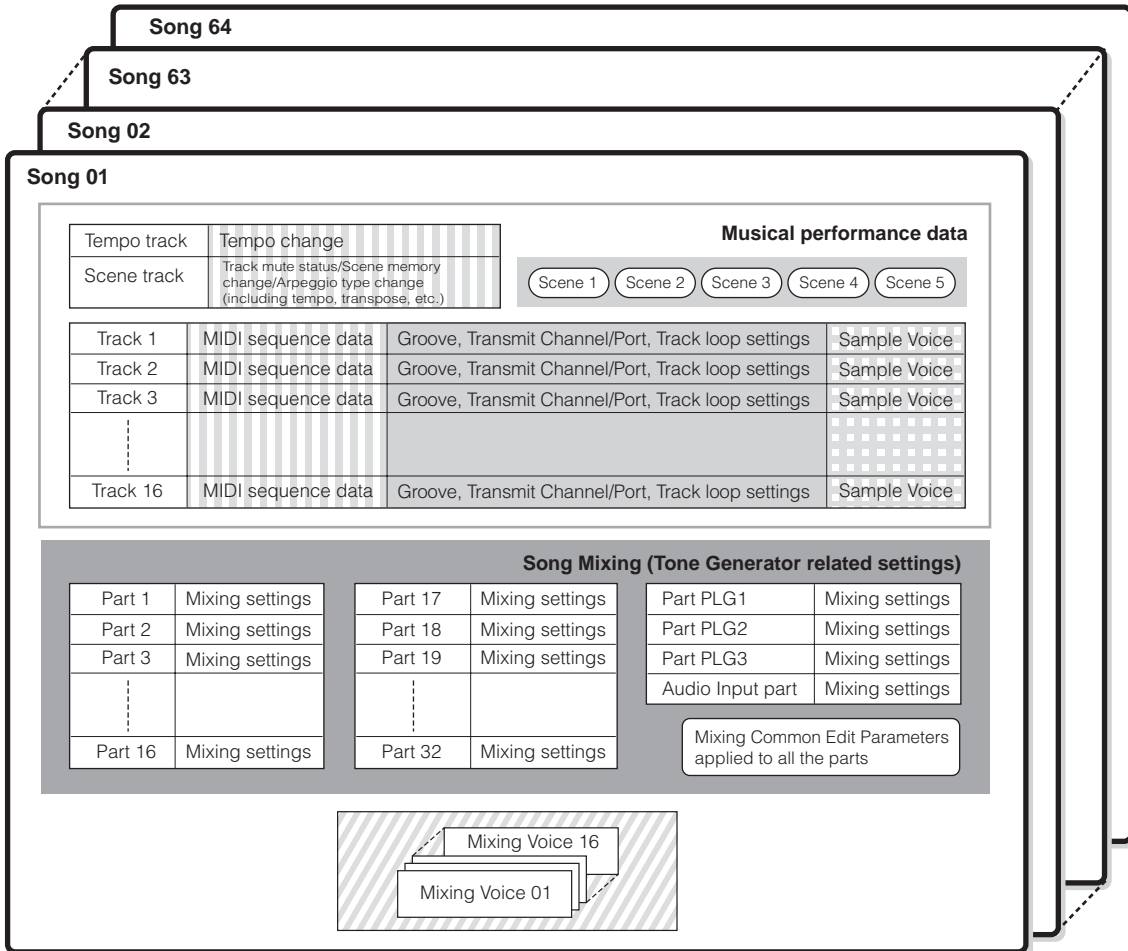 Song 64
Song 63
Song 02
Song 01
Musical performance data
Tempo track Tempo change
Scene track Track mute status/Scene memory
change/Arpeggio type change
(including tempo, transpose, etc.)
Scene 1 Scene 2 Scene 3 Scene 4 Scene 5
Track 1 MIDI sequence data Groove, Transmit Channel/Port, Track loop settings Sample Voice
Track 2 MIDI sequence data Groove, Transmit Channel/Port, Track loop settings Sample Voice
Track 3 MIDI sequence data Groove, Transmit Channel/Port, Track loop settings Sample Voice
Track 16 MIDI sequence data Groove, Transmit Channel/Port, Track loop settings Sample Voice
Song Mixing (Tone Generator related settings)
Part 1 Mixing settings
Part 2 Mixing settings
Part 3 Mixing settings
Part 16 Mixing settings
Part 17 Mixing settings
Part 18 Mixing settings
Part 19 Mixing settings
Part 32 Mixing settings
Part PLG1 Mixing settings
Part PLG2 Mixing settings
Part PLG3 Mixing settings
Audio Input part Mixing settings
Mixing Common Edit Parameters
applied to all the parts
Mixing Voice 16
Mixing Voice 01